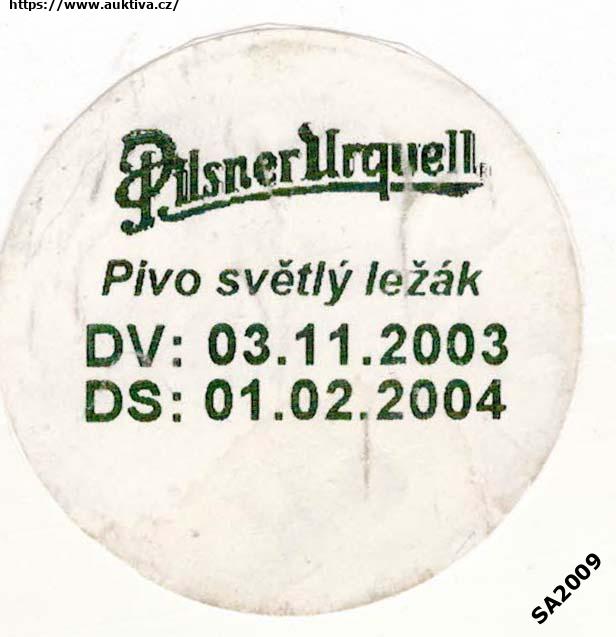 https://www.auktiva.cz/
Pilsner Urquell
Pivo světlý ležák
DV: 03.11.2003
DS: 01.02.2004
SA2009